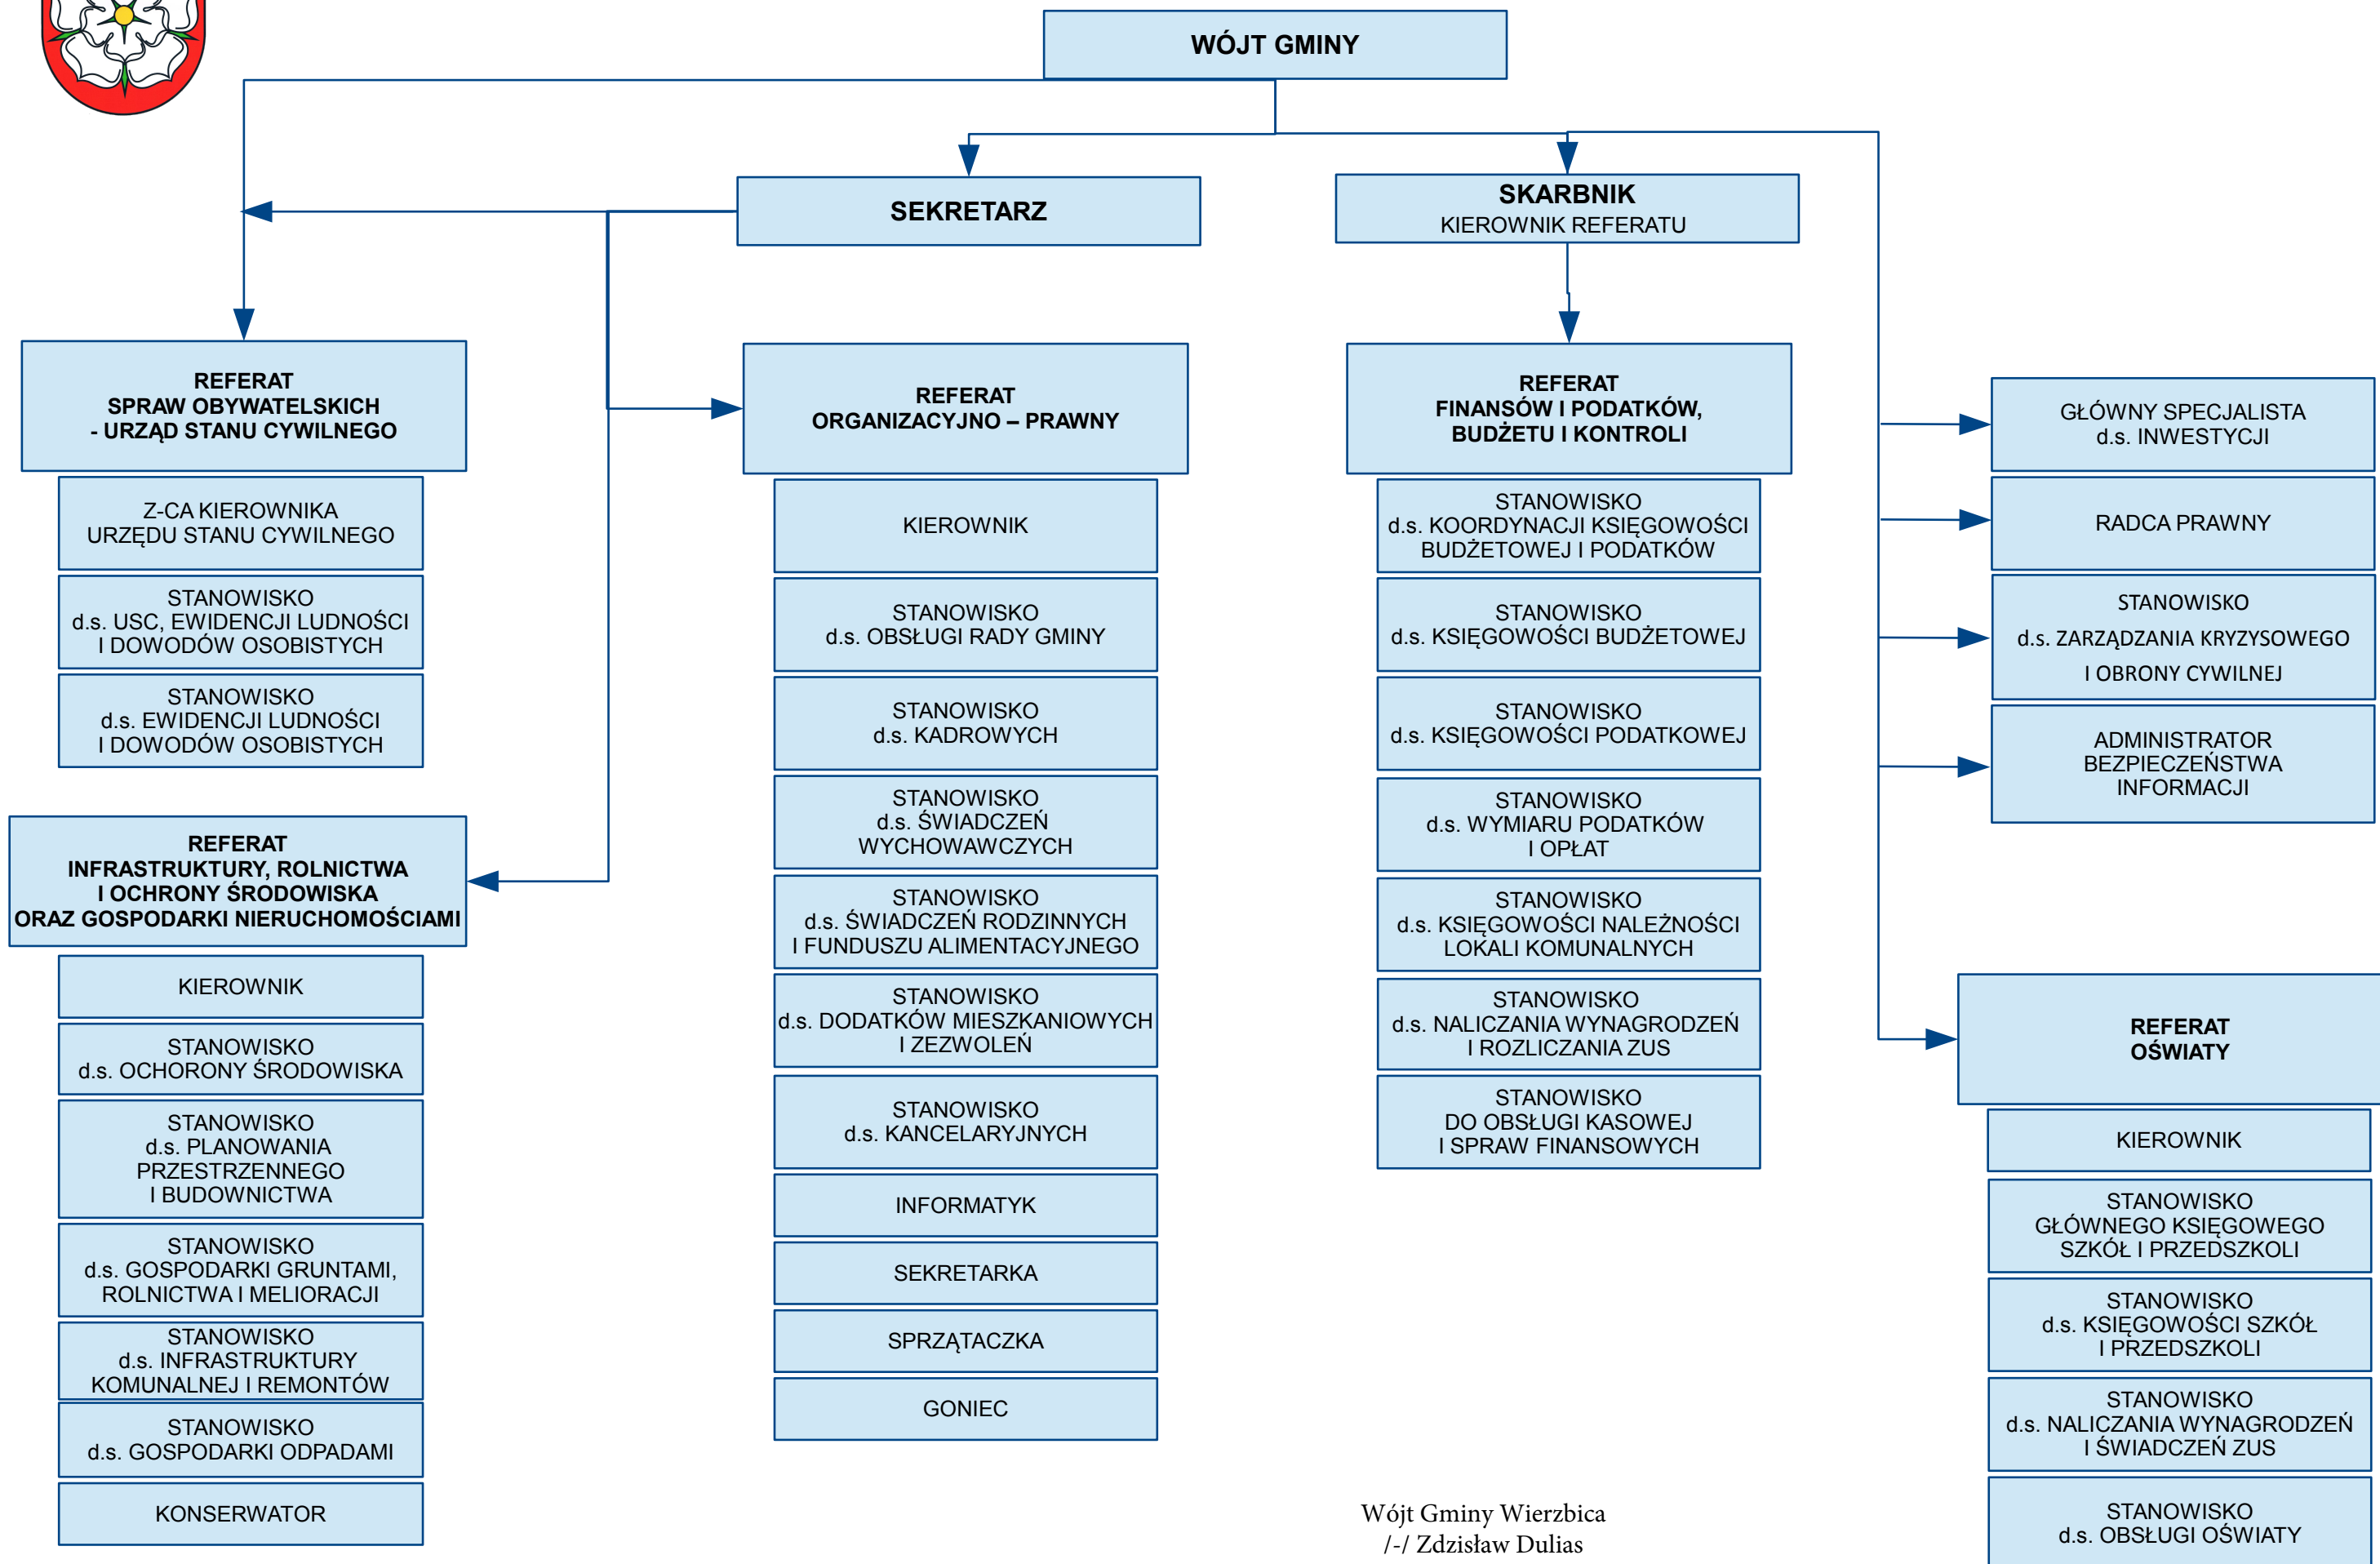 WÓJT GMINY
SEKRETARZ
SKARBNIK
KIEROWNIK REFERATU
REFERAT
SPRAW OBYWATELSKICH
- URZĄD STANU CYWILNEGO
Z-CA KIEROWNIKA
URZĘDU STANU CYWILNEGO
STANOWISKO
d.s. USC, EWIDENCJI LUDNOŚCI
I DOWODÓW OSOBISTYCH
STANOWISKO
d.s. EWIDENCJI LUDNOŚCI
I DOWODÓW OSOBISTYCH
REFERAT
INFRASTRUKTURY, ROLNICTWA
I OCHRONY ŚRODOWISKA
ORAZ GOSPODARKI NIERUCHOMOŚCIAMI
KIEROWNIK
STANOWISKO
d.s. OCHORONY ŚRODOWISKA
STANOWISKO
d.s. PLANOWANIA
PRZESTRZENNEGO
I BUDOWNICTWA
STANOWISKO
d.s. GOSPODARKI GRUNTAMI,
ROLNICTWA I MELIORACJI
STANOWISKO
d.s. INFRASTRUKTURY
KOMUNALNEJ I REMONTÓW
STANOWISKO
d.s. GOSPODARKI ODPADAMI
KONSERWATOR
REFERAT
ORGANIZACYJNO – PRAWNY
KIEROWNIK
STANOWISKO
d.s. OBSŁUGI RADY GMINY
STANOWISKO
d.s. KADROWYCH
STANOWISKO
d.s. ŚWIADCZEŃ
WYCHOWAWCZYCH
STANOWISKO
d.s. ŚWIADCZEŃ RODZINNYCH
I FUNDUSZU ALIMENTACYJNEGO
STANOWISKO
d.s. DODATKÓW MIESZKANIOWYCH
I ZEZWOLEŃ
STANOWISKO
d.s. KANCELARYJNYCH
INFORMATYK
SEKRETARKA
SPRZĄTACZKA
GONIEC
REFERAT
FINANSÓW I PODATKÓW,
BUDŻETU I KONTROLI
STANOWISKO
d.s. KOORDYNACJI KSIĘGOWOŚCI
BUDŻETOWEJ I PODATKÓW
STANOWISKO
d.s. KSIĘGOWOŚCI BUDŻETOWEJ
STANOWISKO
d.s. KSIĘGOWOŚCI PODATKOWEJ
STANOWISKO
d.s. WYMIARU PODATKÓW
I OPŁAT
STANOWISKO
d.s. KSIĘGOWOŚCI NALEŻNOŚCI
LOKALI KOMUNALNYCH
STANOWISKO
d.s. NALICZANIA WYNAGRODZEŃ
I ROZLICZANIA ZUS
STANOWISKO
DO OBSŁUGI KASOWEJ
I SPRAW FINANSOWYCH
GŁÓWNY SPECJALISTA
d.s. INWESTYCJI
RADCA PRAWNY
STANOWISKO
d.s. ZARZĄDZANIA KRYZYSOWEGO
I OBRONY CYWILNEJ
ADMINISTRATOR
BEZPIECZEŃSTWA
INFORMACJI
REFERAT
OŚWIATY
KIEROWNIK
STANOWISKO
GŁÓWNEGO KSIĘGOWEGO
SZKÓŁ I PRZEDSZKOLI
STANOWISKO
d.s. KSIĘGOWOŚCI SZKÓŁ
I PRZEDSZKOLI
STANOWISKO
d.s. NALICZANIA WYNAGRODZEŃ
I ŚWIADCZEŃ ZUS
STANOWISKO
d.s. OBSŁUGI OŚWIATY
Wójt Gminy Wierzbica
/-/ Zdzisław Dulias